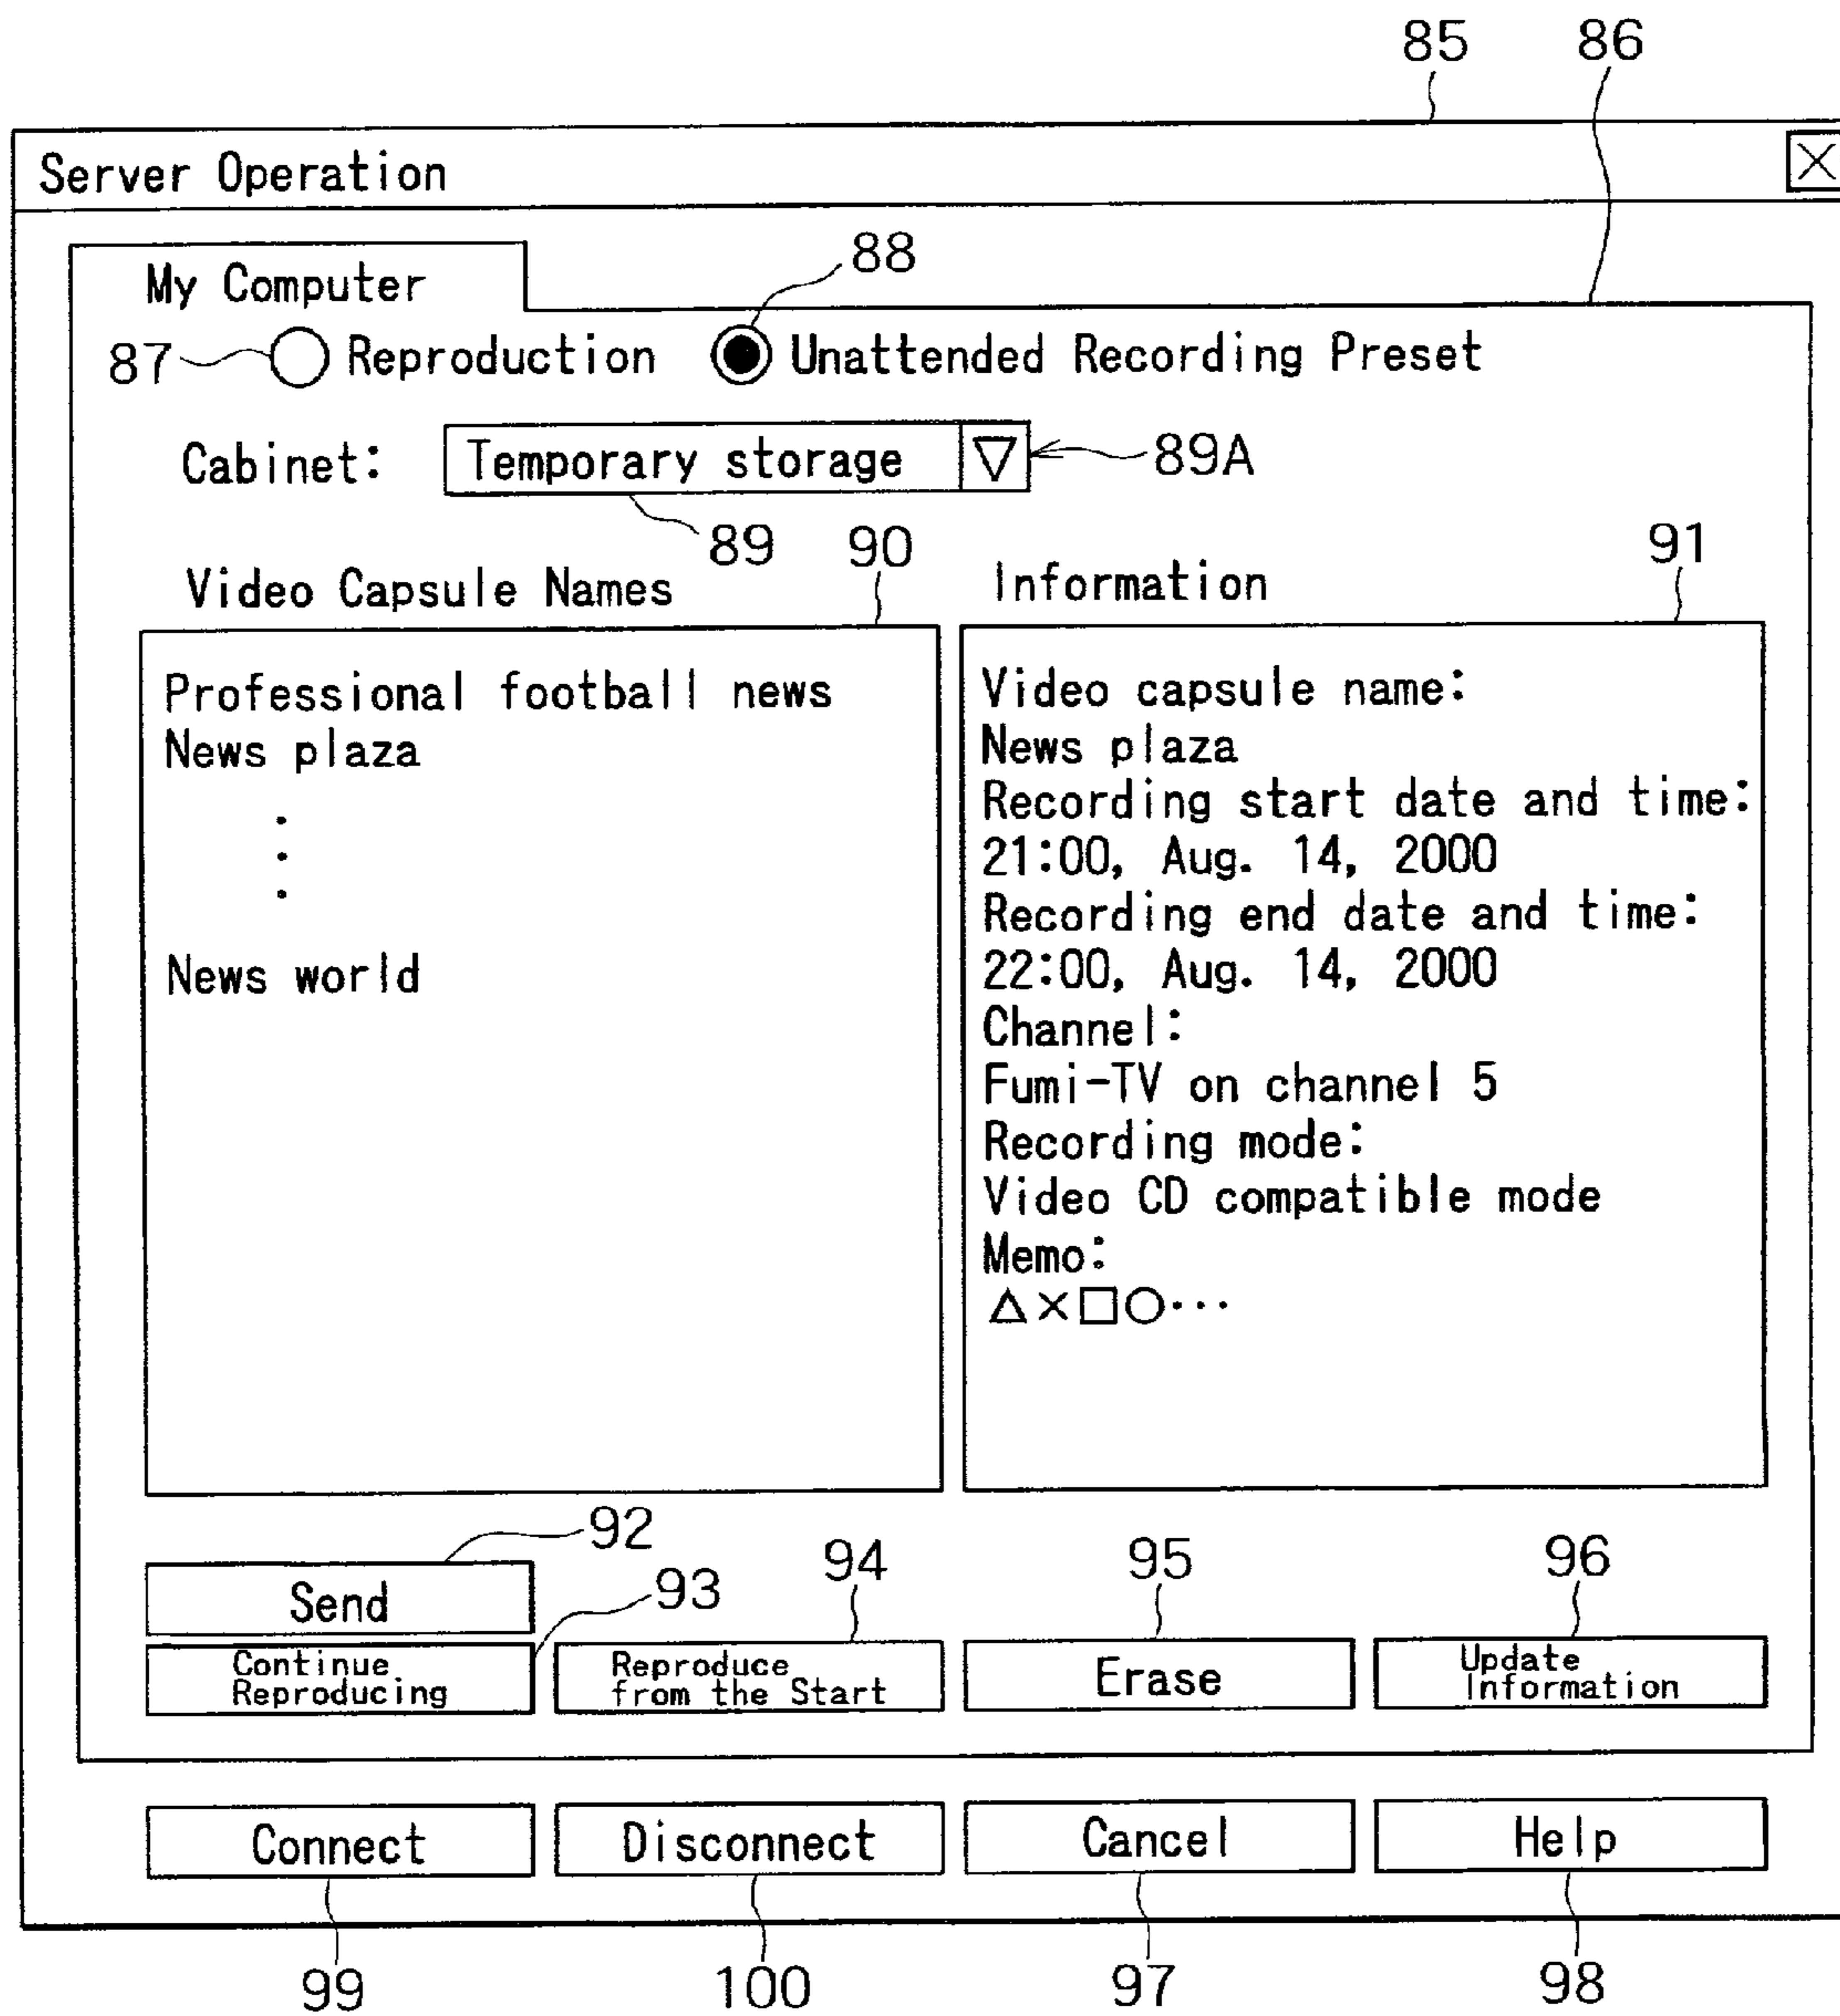 85 86
Server Operation
My Computer
88
87 Reproduction Unattended Recording Preset
Cabinet: Temporary storage 89A
89 90 91
Video Capsule Names Information
Professional football news
News plaza
News world
Video capsule name:
News plaza
Recording start date and time:
21:00, Aug. 14, 2000
Recording end date and time:
22:00, Aug. 14, 2000
Channel:
Fumi-TV on channel 5
Recording mode:
Video CD compatible mode
Memo:
△×□○···
92 93 94 95 96
Send
Continue
Reproducing
Reproduce
from the Start
Erase
Update
Information
Connect Disconnect Cancel Help
99 100 97 98